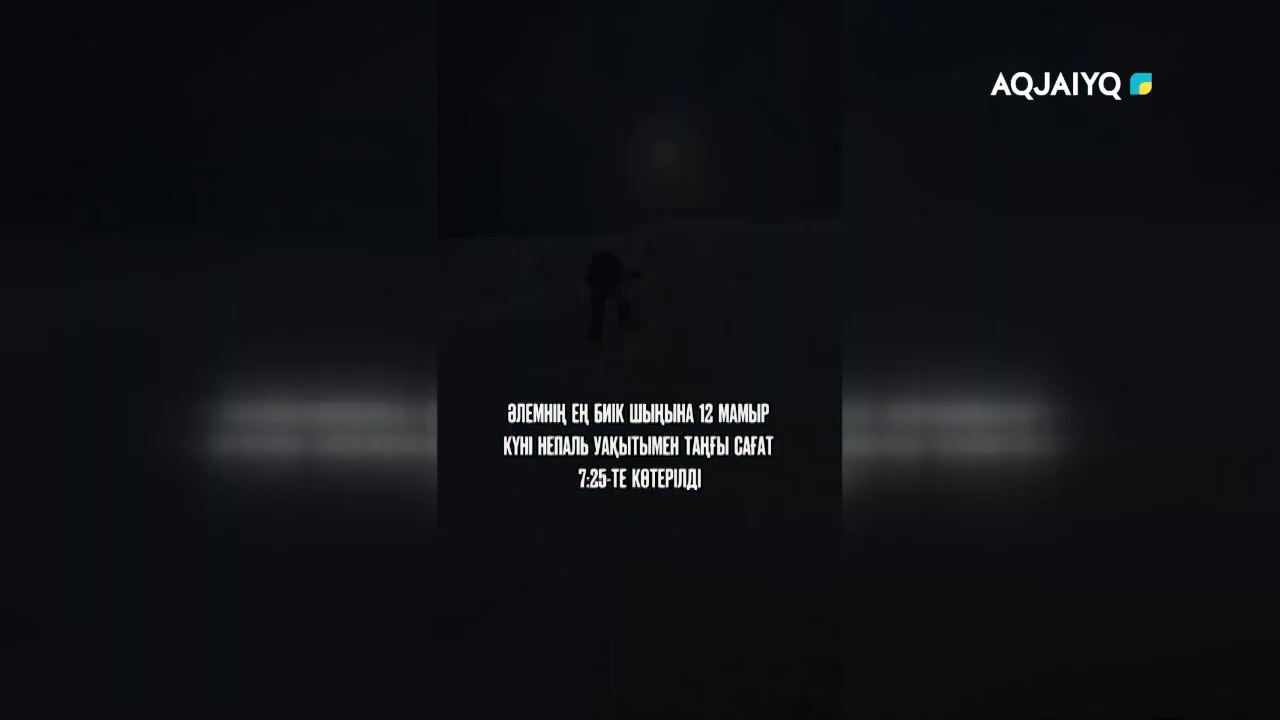 AQJAIYQ
ӘЛЕМНІҢ ЕҢ БИІК ШЫҢЫНА 12 МАМЫР
КҮНІ НЕПАЛЬ УАҚЫТЫМЕН ТАҢҒЫ САҒАТ
7:25-ТЕ КӨТЕРІЛДІ